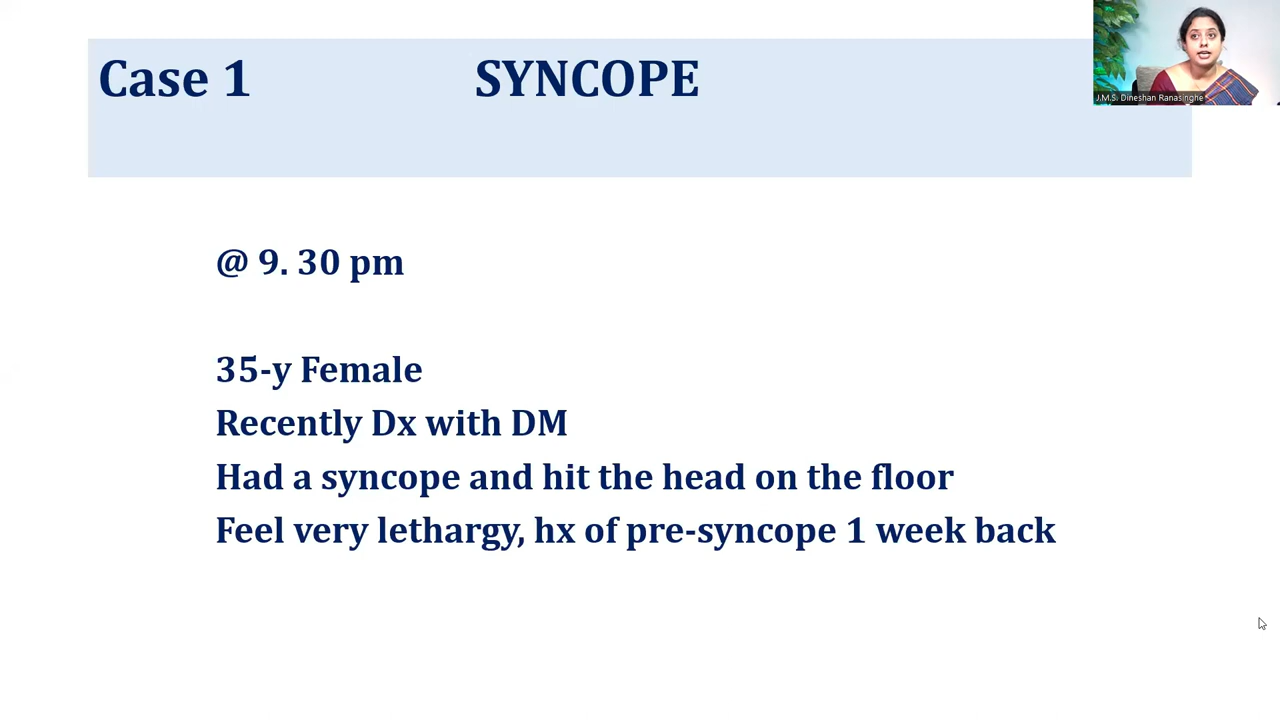 Case 1 SYNCOPE
J.M.S. Dineshan Ranasinghe
@ 9. 30 pm
35-y Female
Recently Dx with DM
Had a syncope and hit the head on the floor
Feel very lethargy, hx of pre-syncope 1 week back